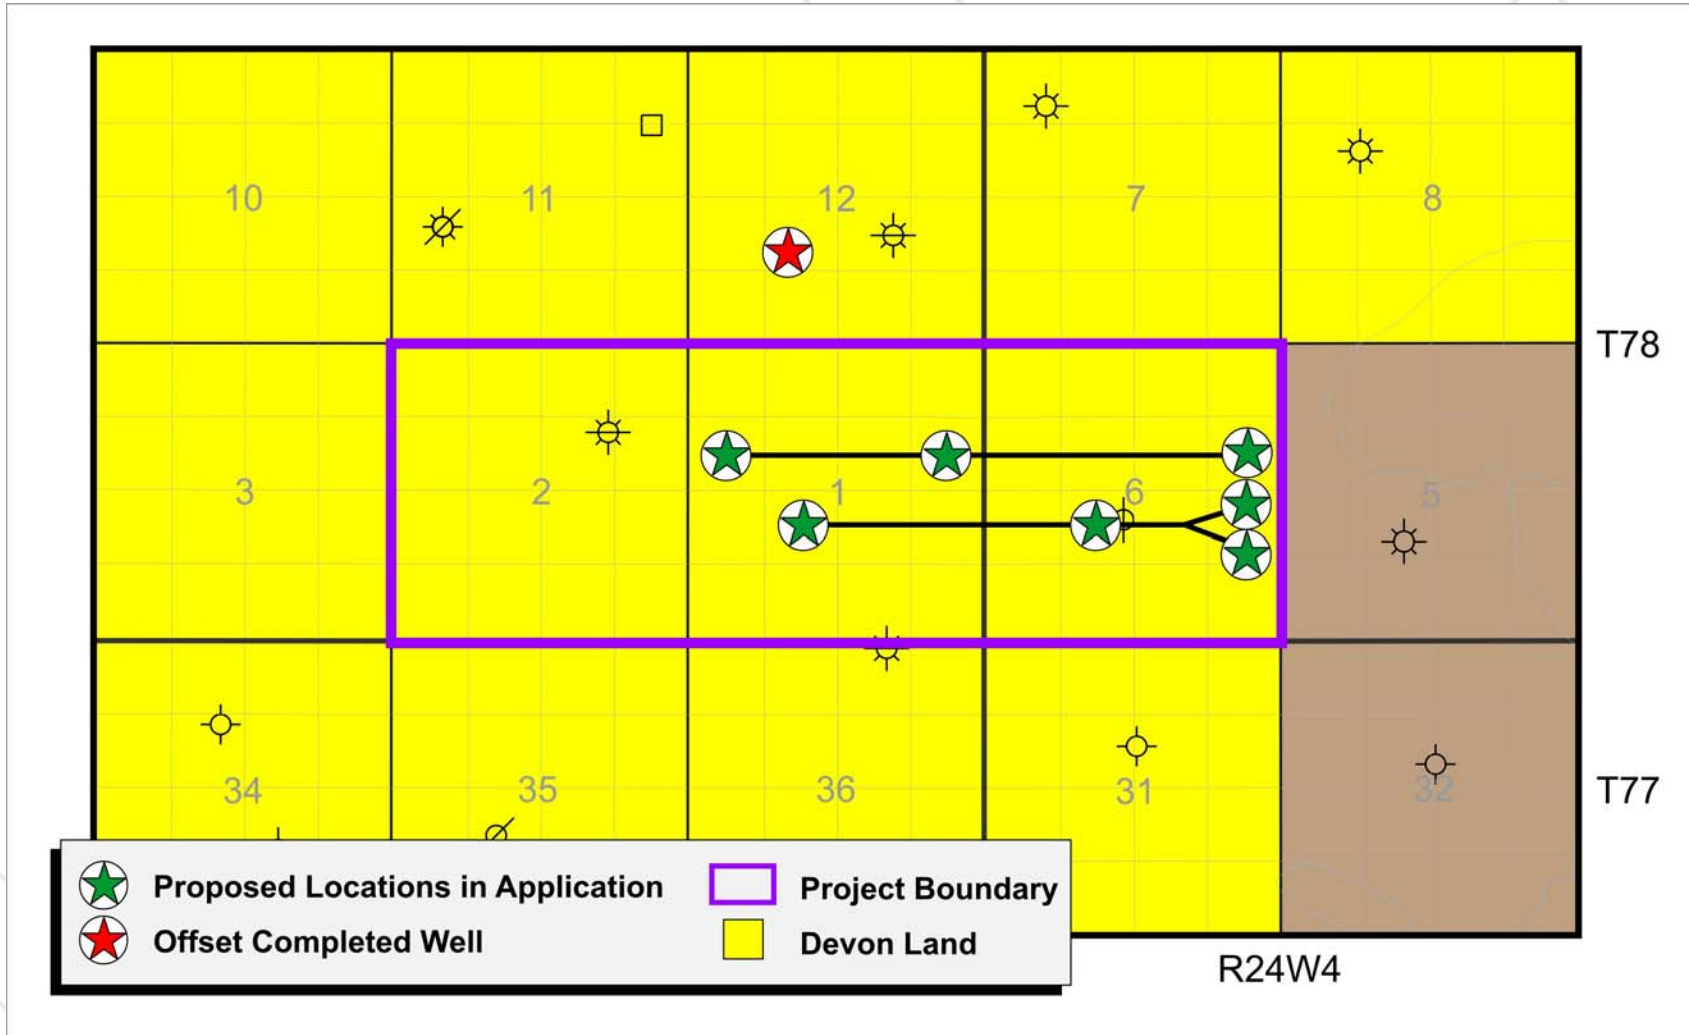 10 11 12 7 8
T78
3 2 1 6 5
34 35 36 31 32
T77
Proposed Locations in Application
Project Boundary
Offset Completed Well
Devon Land
R24W4